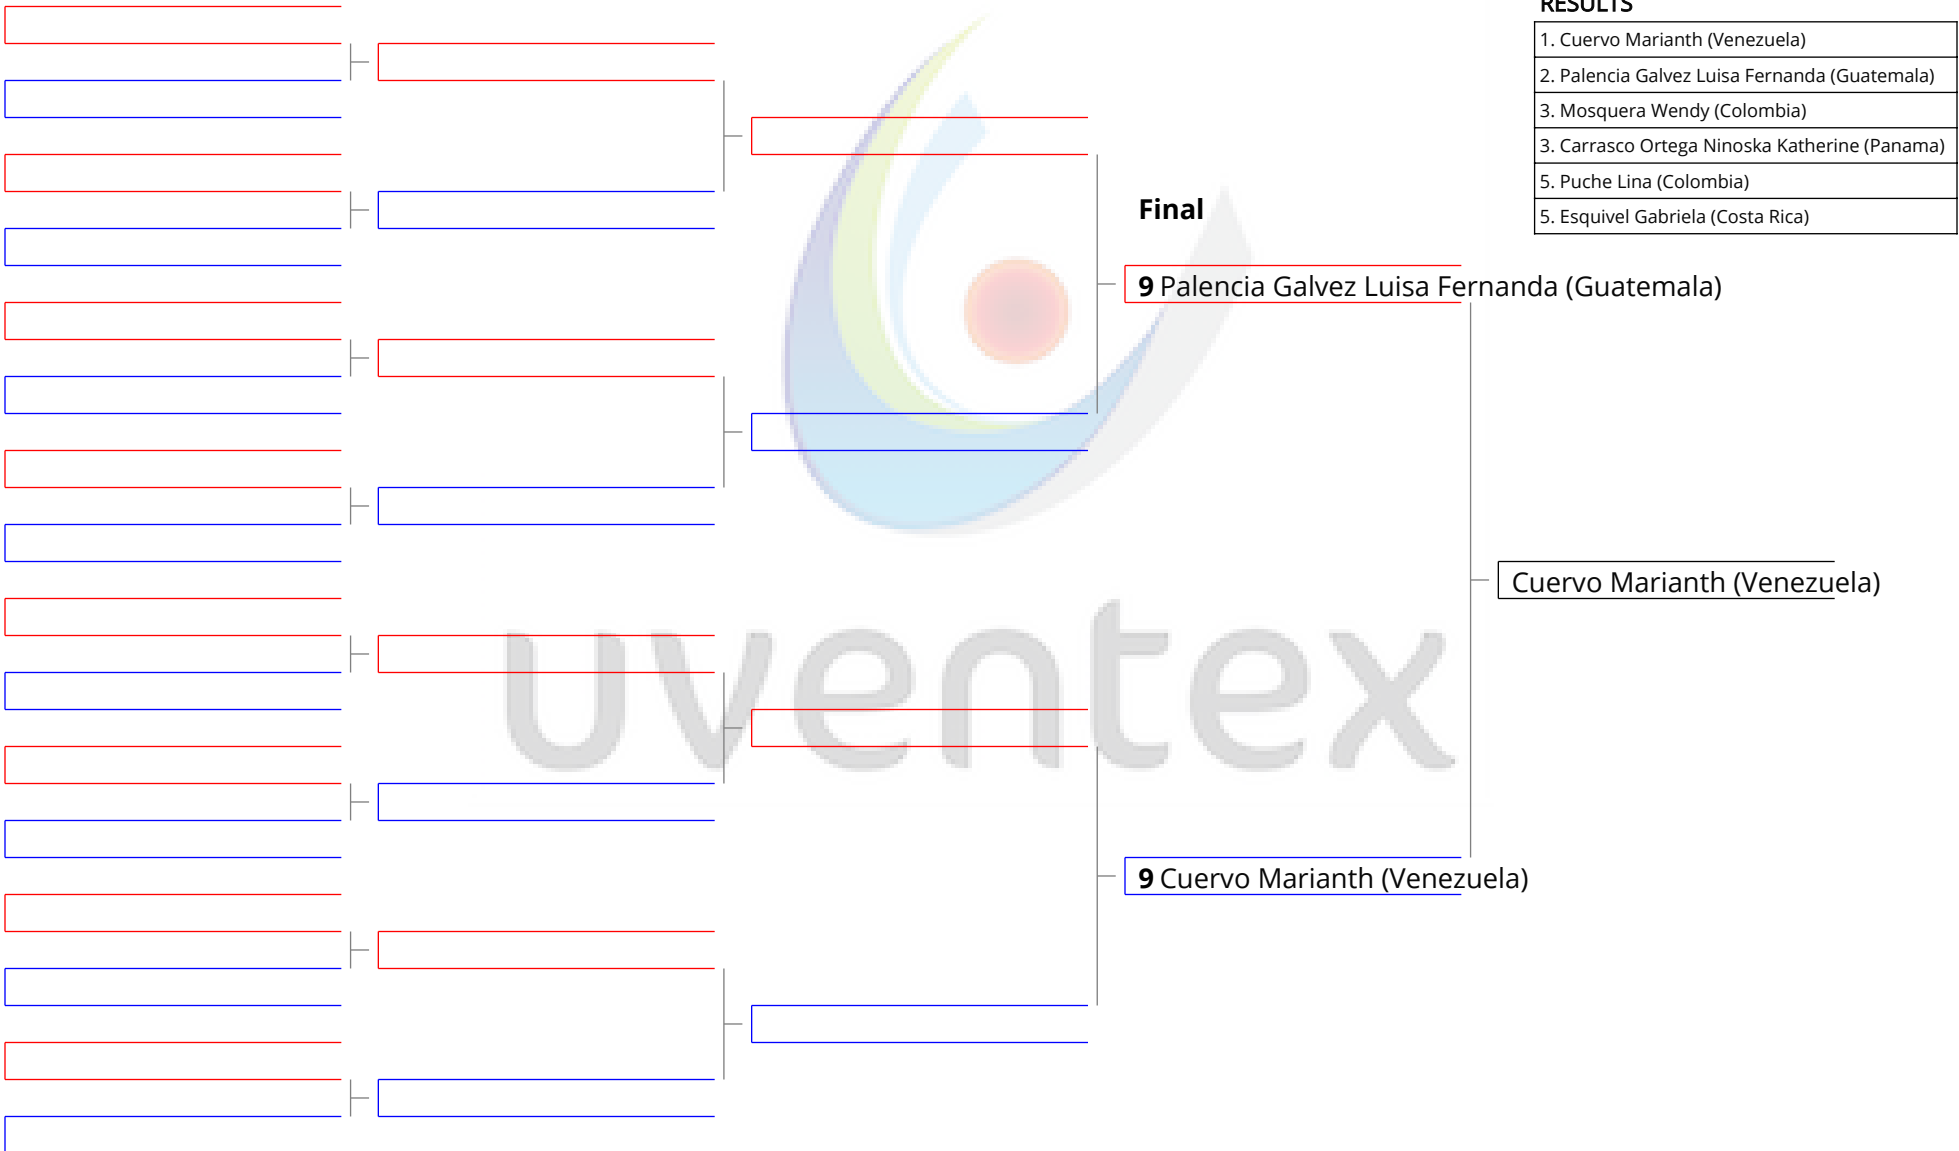 RESULTS
1. Cuervo Marianth (Venezuela)
2. Palencia Galvez Luisa Fernanda (Guatemala)
3. Mosquera Wendy (Colombia)
3. Carrasco Ortega Ninoska Katherine (Panama)
5. Puche Lina (Colombia)
5. Esquivel Gabriela (Costa Rica)
Final
9 Palencia Galvez Luisa Fernanda (Guatemala)
Cuervo Marianth (Venezuela)
uventex
9 Cuervo Marianth (Venezuela)